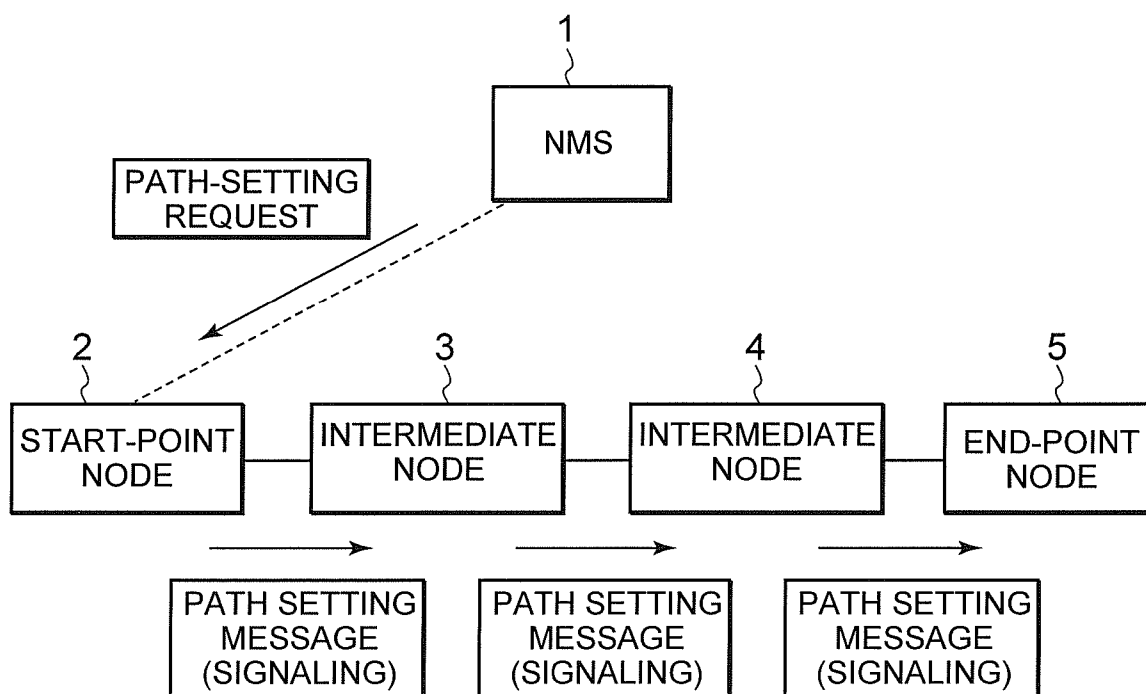 1
NMS
PATH-SETTING
REQUEST
2
3
4
5
START-POINT
NODE
INTERMEDIATE
NODE
INTERMEDIATE
NODE
END-POINT
NODE
PATH SETTING
MESSAGE
(SIGNALING)
PATH SETTING
MESSAGE
(SIGNALING)
PATH SETTING
MESSAGE
(SIGNALING)